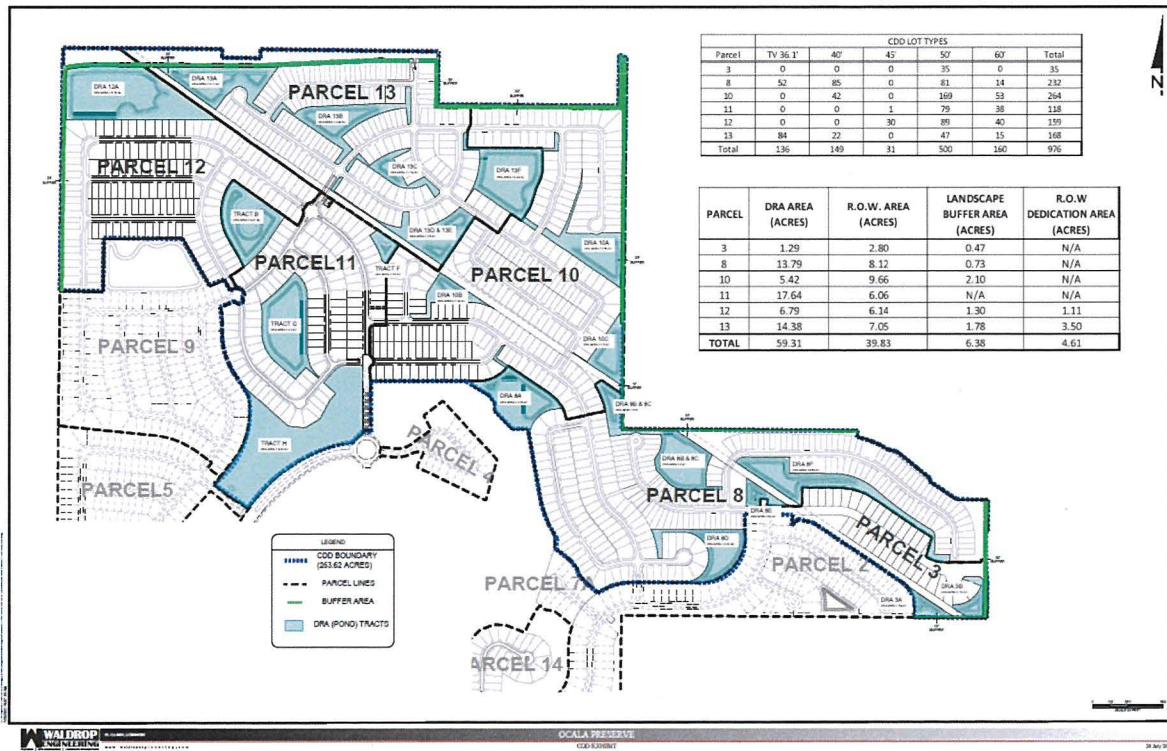 CDD LOT TYPES
Parcel TV 36.1' 40' 45' 50' 60' Total
3 0 0 0 35 0 35
8 52 85 0 81 14 232
10 0 42 0 169 53 264
11 0 0 1 79 38 118
12 0 0 30 89 40 159
13 84 22 0 47 15 168
Total 136 149 31 500 160 976
N
PARCEL DRA AREA (ACRES) R.O.W. AREA (ACRES) LANDSCAPE BUFFER AREA (ACRES) R.O.W DEDICATION AREA (ACRES)
3 1.29 2.80 0.47 N/A
8 13.79 8.12 0.73 N/A
10 5.42 9.66 2.10 N/A
11 17.64 6.06 N/A N/A
12 6.79 6.14 1.30 1.11
13 14.38 7.05 1.78 3.50
TOTAL 59.31 39.83 6.38 4.61
DRA 12A
DRA 13A
PARCEL 13
DRA 13B
PARCEL 12
DRA 13C
DRA 13F
TRACT B
DRA 13D & 13E
DRA 10A
PARCEL11
TRACT F
PARCEL 10
DRA 10B
TRACT G
DRA 10C
PARCEL 9
DRA 8A
DRA 8B & 8C
TRACT H
PARCEL 4
DRA 8B & 8C
DRA 8F
PARCEL5
PARCEL 8
DRA 8E
PARCEL 3
DRA 8D
PARCEL 2
PARCEL 7A
DRA 3B
DRA 3A
ARCEL 14
LEGEND
CDD BOUNDARY
(253.62 ACRES)
PARCEL LINES
BUFFER AREA
DRA (POND) TRACTS
WALDROP
ENGINEERING
OCALA PRESERVE
CDD EXHIBIT